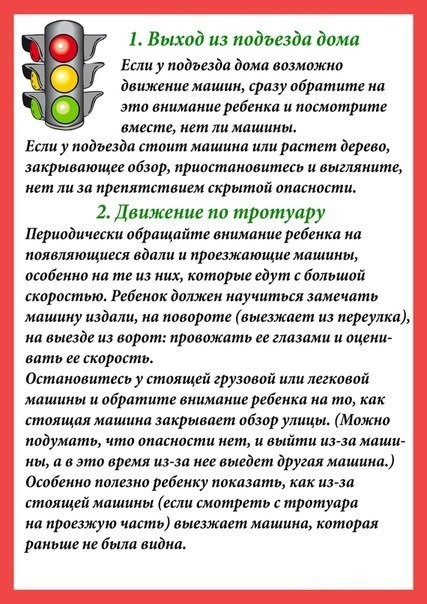 1. Выход из подъезда дома
Если у подъезда дома возможно
движение машин, сразу обратите на
это внимание ребенка и посмотрите
вместе, нет ли машины.
Если у подъезда стоит машина или растет дерево,
закрывающее обзор, приостановитесь и выгляните,
нет ли за препятствием скрытой опасности.
2. Движение по тротуару
Периодически обращайте внимание ребенка на
появляющиеся вдали и проезжающие машины,
особенно на те из них, которые едут с большой
скоростью. Ребенок должен научиться замечать
машину издали, на повороте (выезжает из переулка),
на выезде из ворот: провожать ее глазами и оцени-
вать ее скорость.
Остановитесь у стоящей грузовой или легковой
машины и обратите внимание ребенка на то, как
стоящая машина закрывает обзор улицы. (Можно
подумать, что опасности нет, и выйти из-за маши-
ны, а в это время из-за нее выедет другая машина.)
Особенно полезно ребенку показать, как из-за
стоящей машины (если смотреть с тротуара
на проезжую часть) выезжает машина, которая
раньше не была видна.